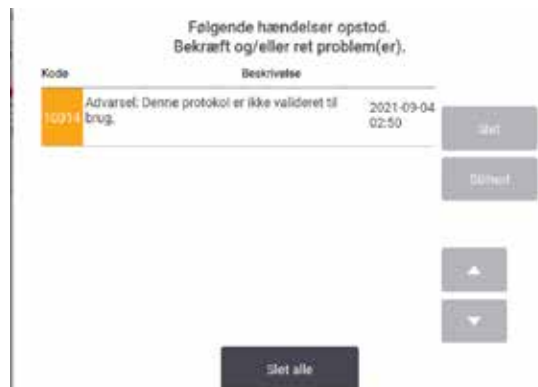 Følgende hændelser opstod.
Bekræft og/eller ret problem(er).
Kode Beskrivelse
Advarsel: Denne protokol er ikke valideret til
brug.
2021-09-04
02:50
Slet
Slet alle